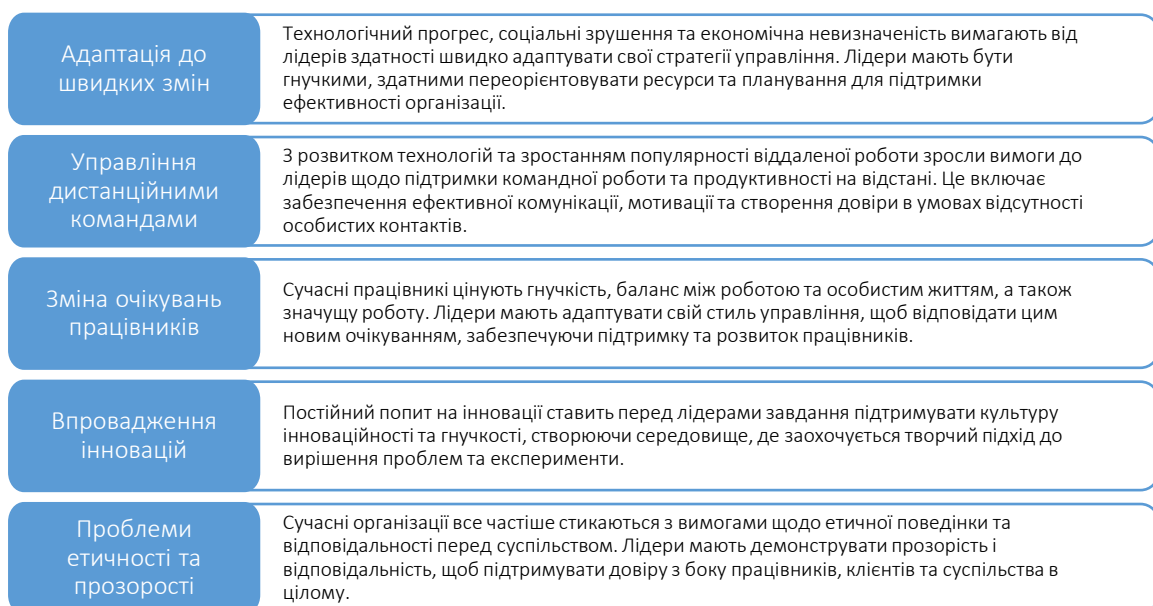 Адаптація до
швидких змін
Технологічний прогрес, соціальні зрушення та економічна невизначеність вимагають від
лідерів здатності швидко адаптувати свої стратегії управління. Лідери мають бути
гнучкими, здатними переорієнтовувати ресурси та планування для підтримки
ефективності організації.
Управління
дистанційними
командами
З розвитком технологій та зростанням популярності віддаленої роботи зросли вимоги до
лідерів щодо підтримки командної роботи та продуктивності на відстані. Це включає
забезпечення ефективної комунікації, мотивації та створення довіри в умовах відсутності
особистих контактів.
Зміна очікувань
працівників
Сучасні працівникі цінують гнучкість, баланс між роботою та особистим життям, а також
значущу роботу. Лідери мають адаптувати свій стиль управління, щоб відповідати цим
новим очікуванням, забезпечуючи підтримку та розвиток працівників.
Впровадження
інновацій
Постійний попит на інновації ставить перед лідерами завдання підтримувати культуру
інноваційності та гнучкості, створюючи середовище, де заохочується творчий підхід до
вирішення проблем та експерименти.
Проблеми
етичності та
прозорості
Сучасні організації все частіше стикаються з вимогами щодо етичної поведінки та
відповідальності перед суспільством. Лідери мають демонструвати прозорість і
відповідальність, щоб підтримувати довіру з боку працівників, клієнтів та суспільства в
цілому.